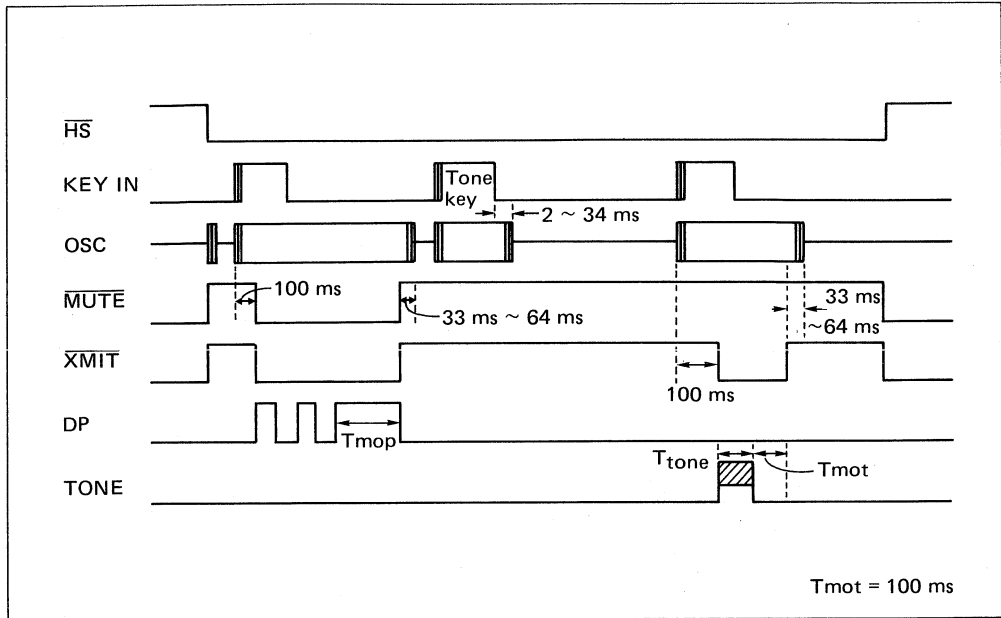 HS
KEY IN
Tone
key
2 ~ 34 ms
OSC
100 ms
MUTE
33 ms ~ 64 ms
33 ms
~64 ms
XMIT
100 ms
DP
Tmop
Ttone
Tmot
TONE
Tmot = 100 ms